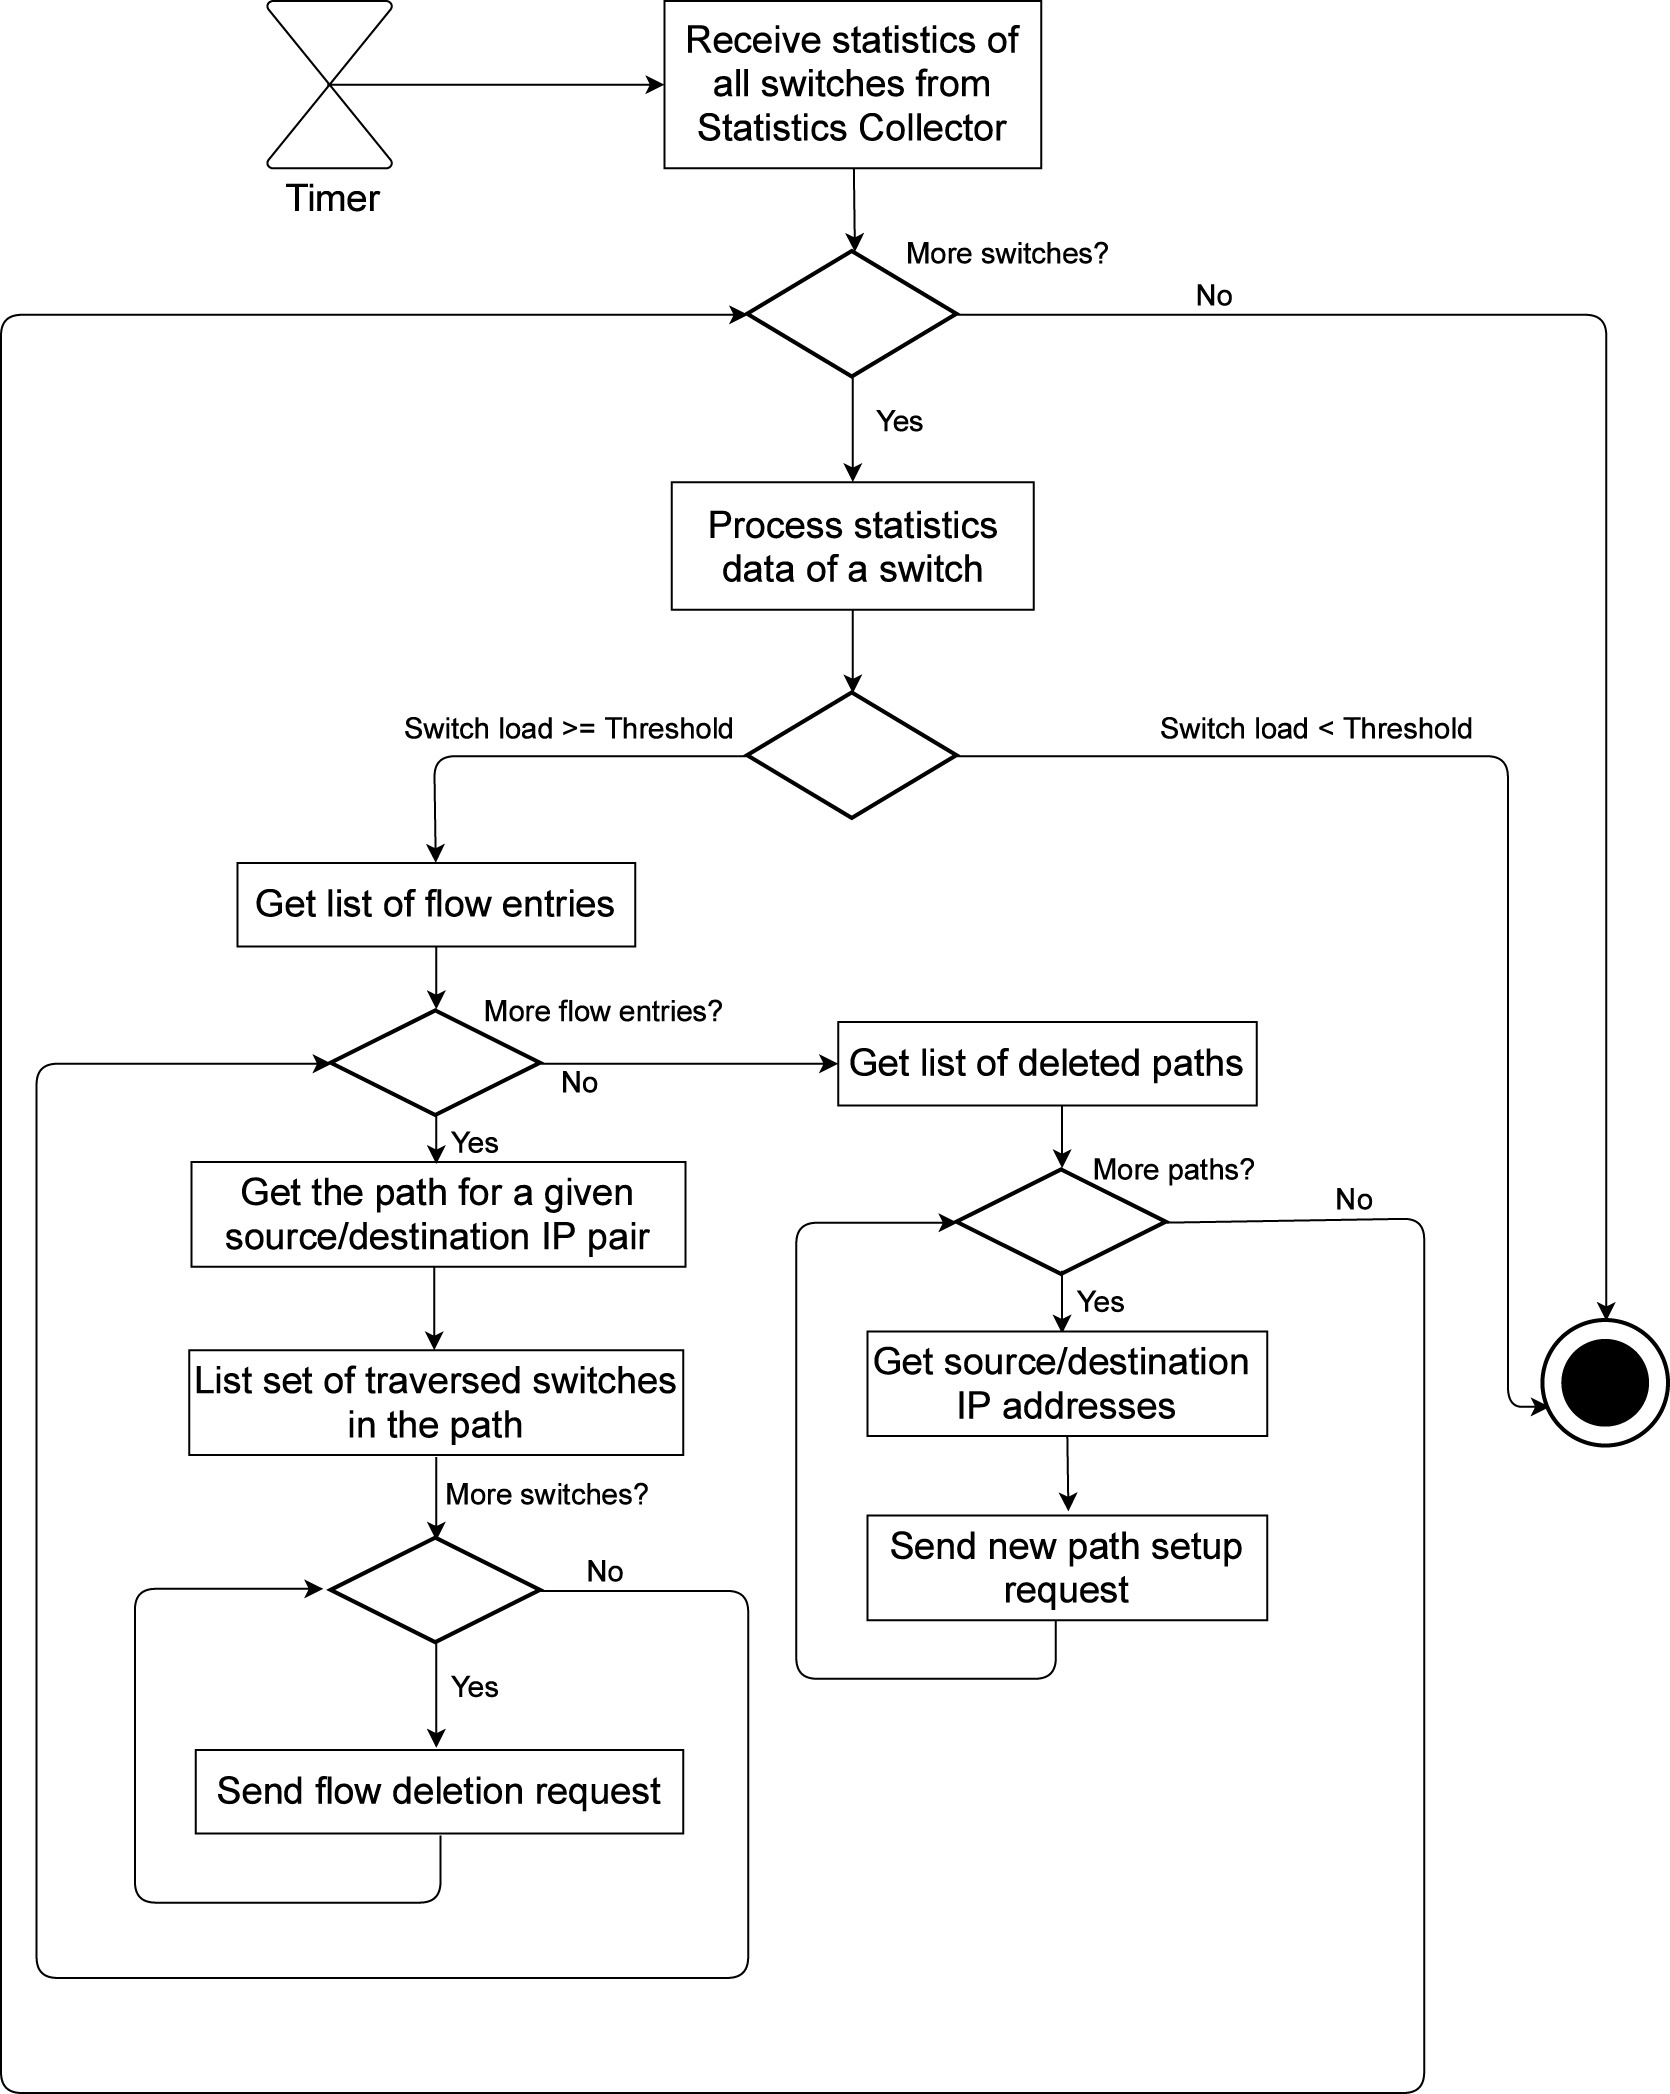 Receive statistics of
all switches from
Statistics Collector
Timer
More switches?
No
Yes
Process statistics
data of a switch
Switch load >= Threshold
Switch load < Threshold
Get list of flow entries
More flow entries?
No
Get list of deleted paths
Yes
More paths?
No
Get the path for a given
source/destination IP pair
Yes
Get source/destination
IP addresses
List set of traversed switches
in the path
More switches?
No
Send new path setup
request
Yes
Send flow deletion request